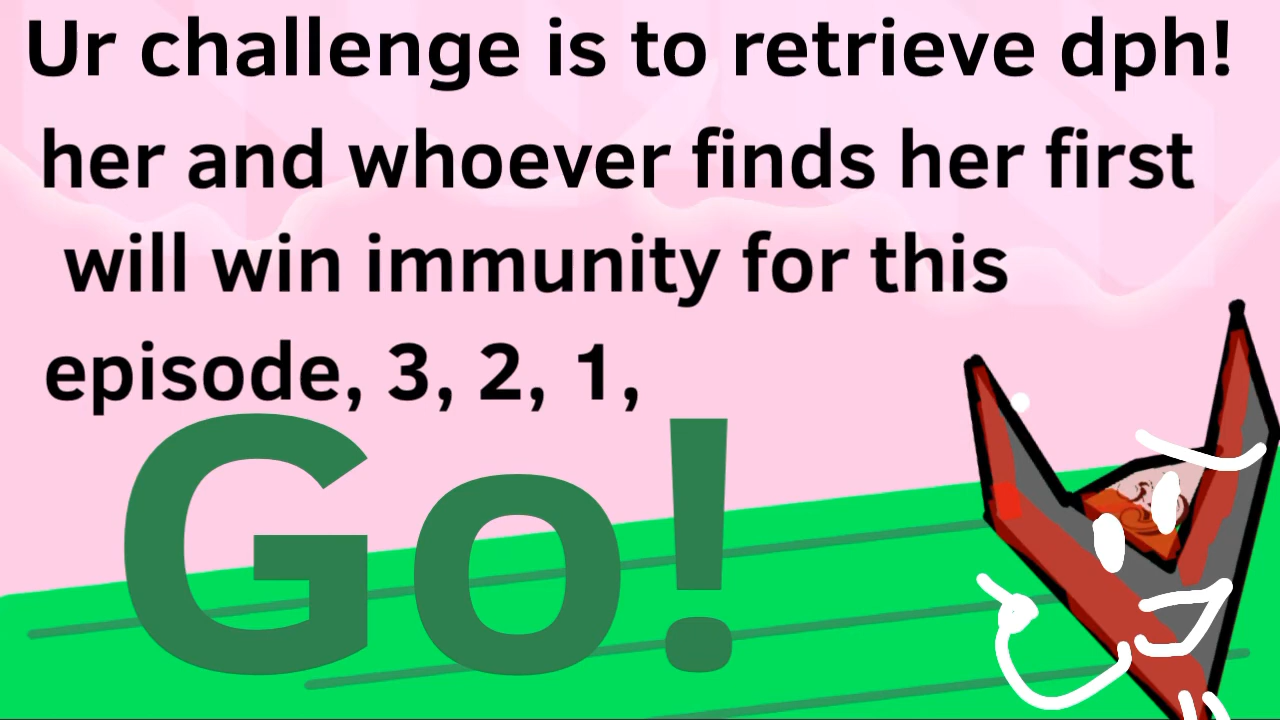 Ur challenge is to retrieve dph!
her and whoever finds her first
will win immunity for this
episode, 3, 2, 1,
Go!